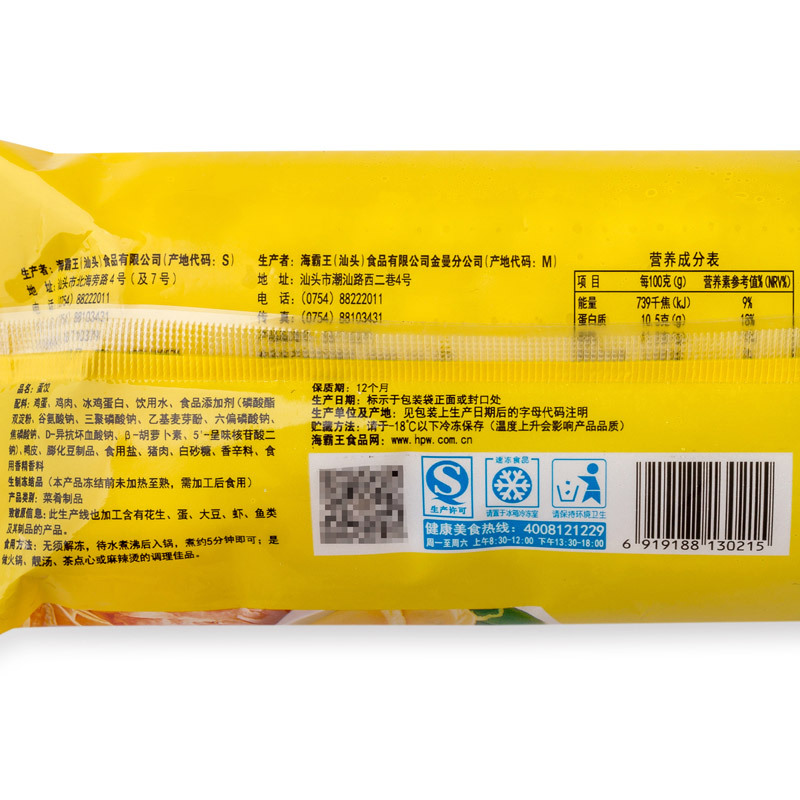 生产者：海霸王(汕头)食品有限公司(产地代码：S)
地 址：汕头市北海旁路4号(及7号)
电 话：(0754) 88222011
生产者：海霸王(汕头)食品有限公司金曼分公司(产地代码：M)
地 址：汕头市潮汕路西二巷4号
电 话：(0754) 88222011
传 真：(0754) 88103431
营养成分表
项 目 每100克(g) 营养素参考值%(NRV%)
能量 739千焦(kJ) 9%
蛋白质 10.5克(g) 18%
品名：蛋饺
配料：鸡蛋、鸡肉、冰鸡蛋白、饮用水、食品添加剂(磷酸酯
双淀粉、谷氨酸钠、三聚磷酸钠、乙基麦芽酚、六偏磷酸钠、
焦磷酸钠、D-异抗坏血酸钠、β-胡萝卜素、5'-呈味核苷酸二
钠)、鸭皮、膨化豆制品、食用盐、猪肉、白砂糖、香辛料、食
用香精香料
生制冻结品(本产品冻结前未加热至熟，需加工后食用)
产品类别：菜肴制品
致敏原信息：此生产线也加工含有花生、蛋、大豆、虾、鱼类
及其制品的产品。
食用方法：无须解冻，待水煮沸后入锅，煮约5分钟即可；是
做火锅、靓汤、茶点心或麻辣烫的调理佳品。
保质期：12个月
生产日期：标示于包装袋正面或封口处
生产单位及产地：见包装上生产日期后的字母代码注明
贮藏方法：请于-18℃以下冷冻保存(温度上升会影响产品品质)
海霸王食品网：www.hpw.com.cn
生产许可
速冻食品
请置于冰箱冷冻室
请保持环境卫生
健康美食热线：4008121229
周一至周六 上午8:30-12:00 下午13:30-18:00
6 919188 130215